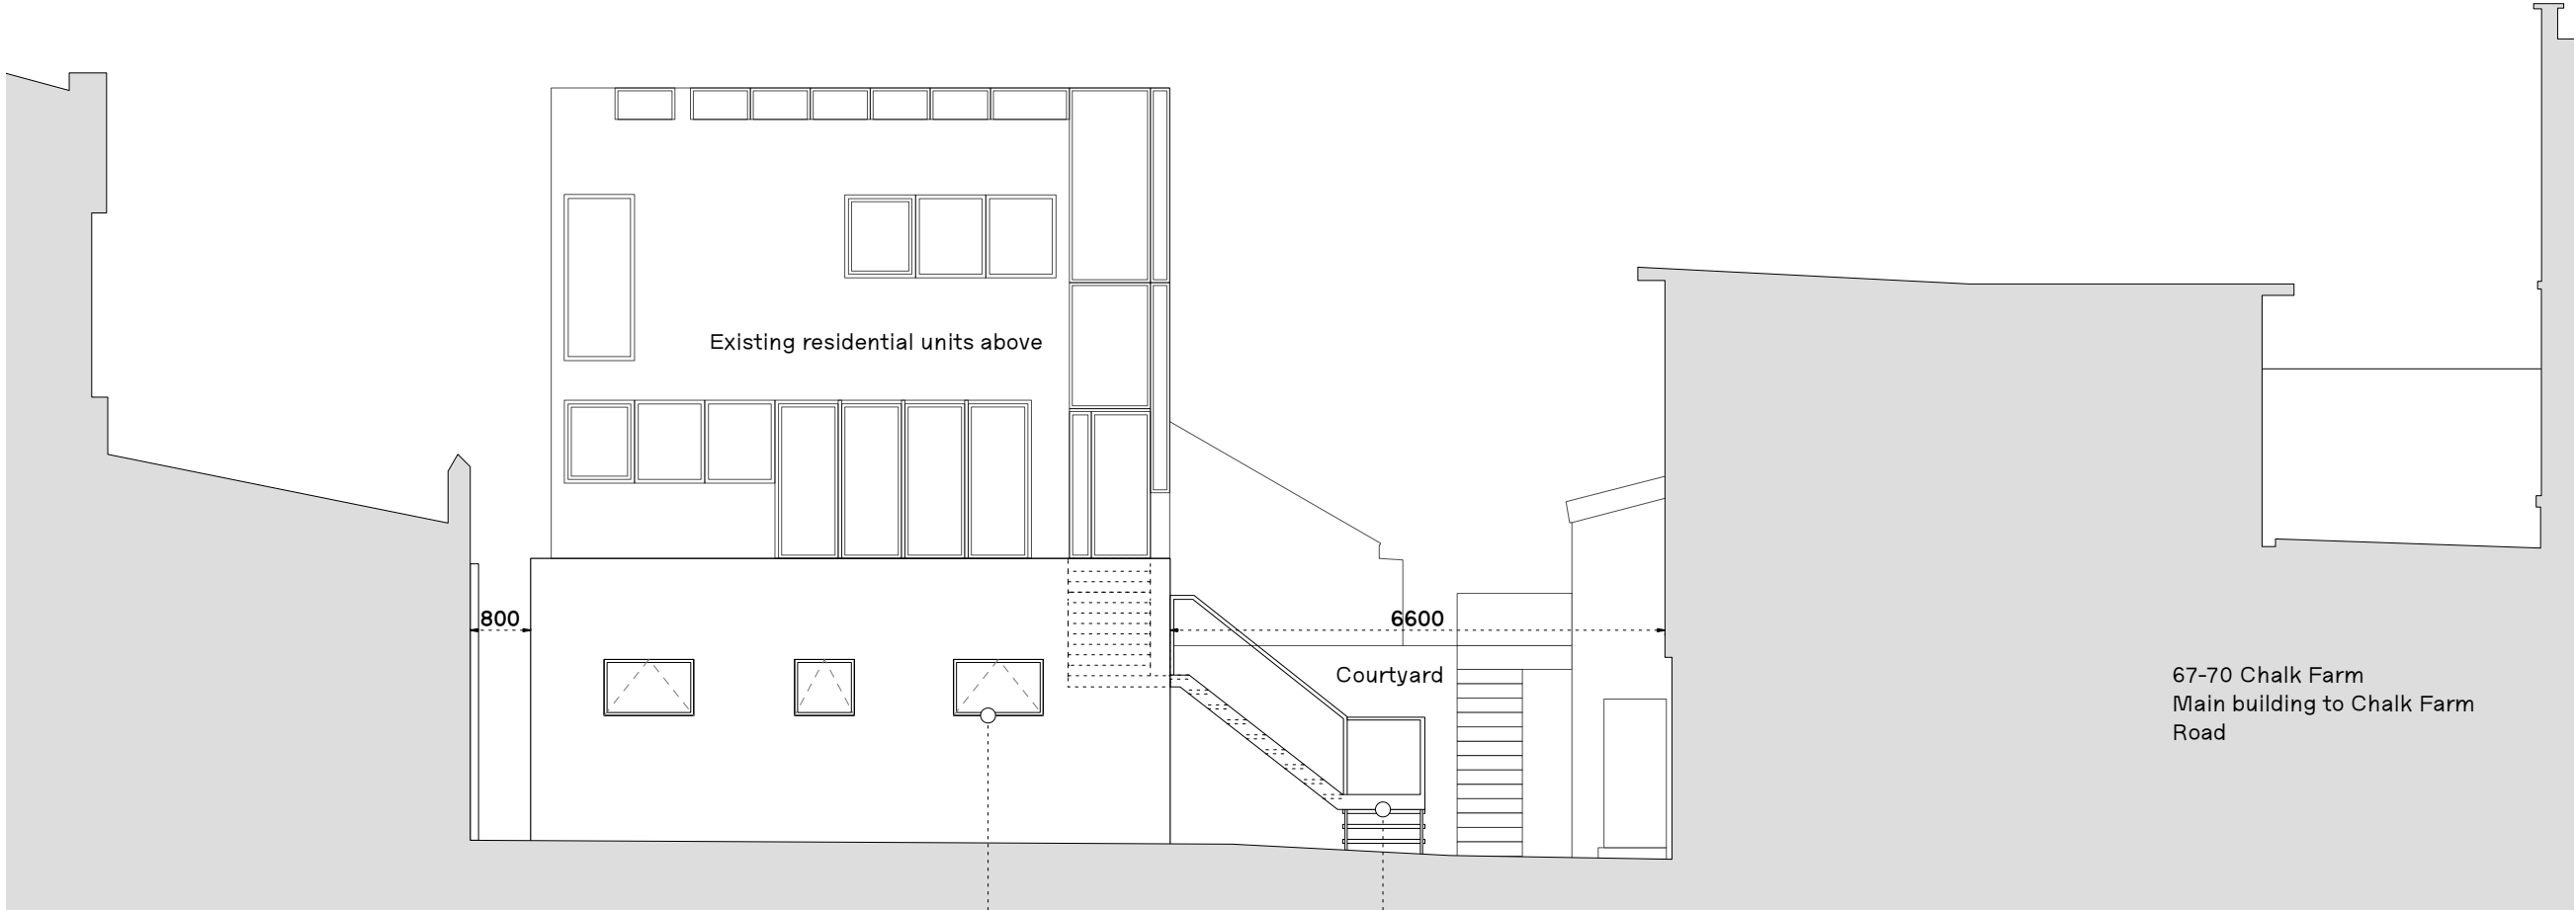 Existing residential units above
800
6600
Courtyard
67-70 Chalk Farm
Main building to Chalk Farm
Road